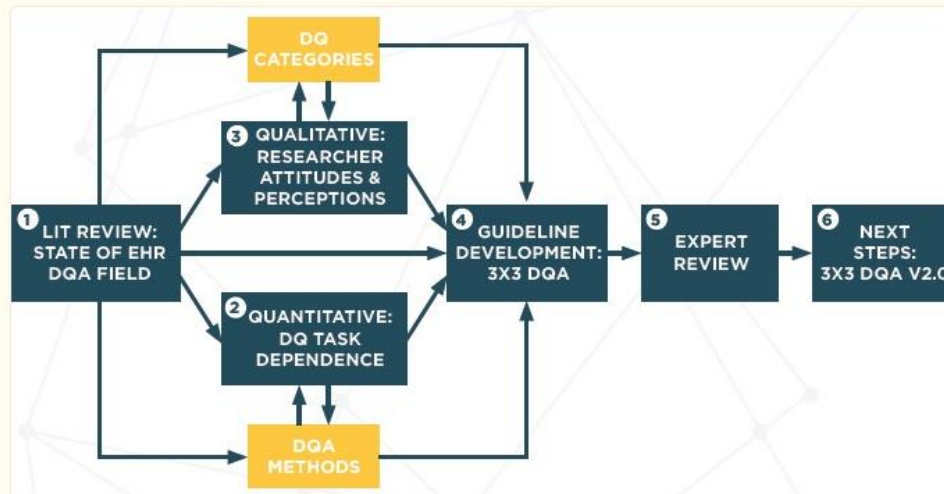 DQ
CATEGORIES
3 QUALITATIVE:
RESEARCHER
ATTITUDES &
PERCEPTIONS
1 LIT REVIEW:
STATE OF EHR
DQA FIELD
4 GUIDELINE
DEVELOPMENT:
3X3 DQA
5 EXPERT
REVIEW
6 NEXT
STEPS:
3X3 DQA V2.0
2 QUANTITATIVE:
DQ TASK
DEPENDENCE
DQA
METHODS